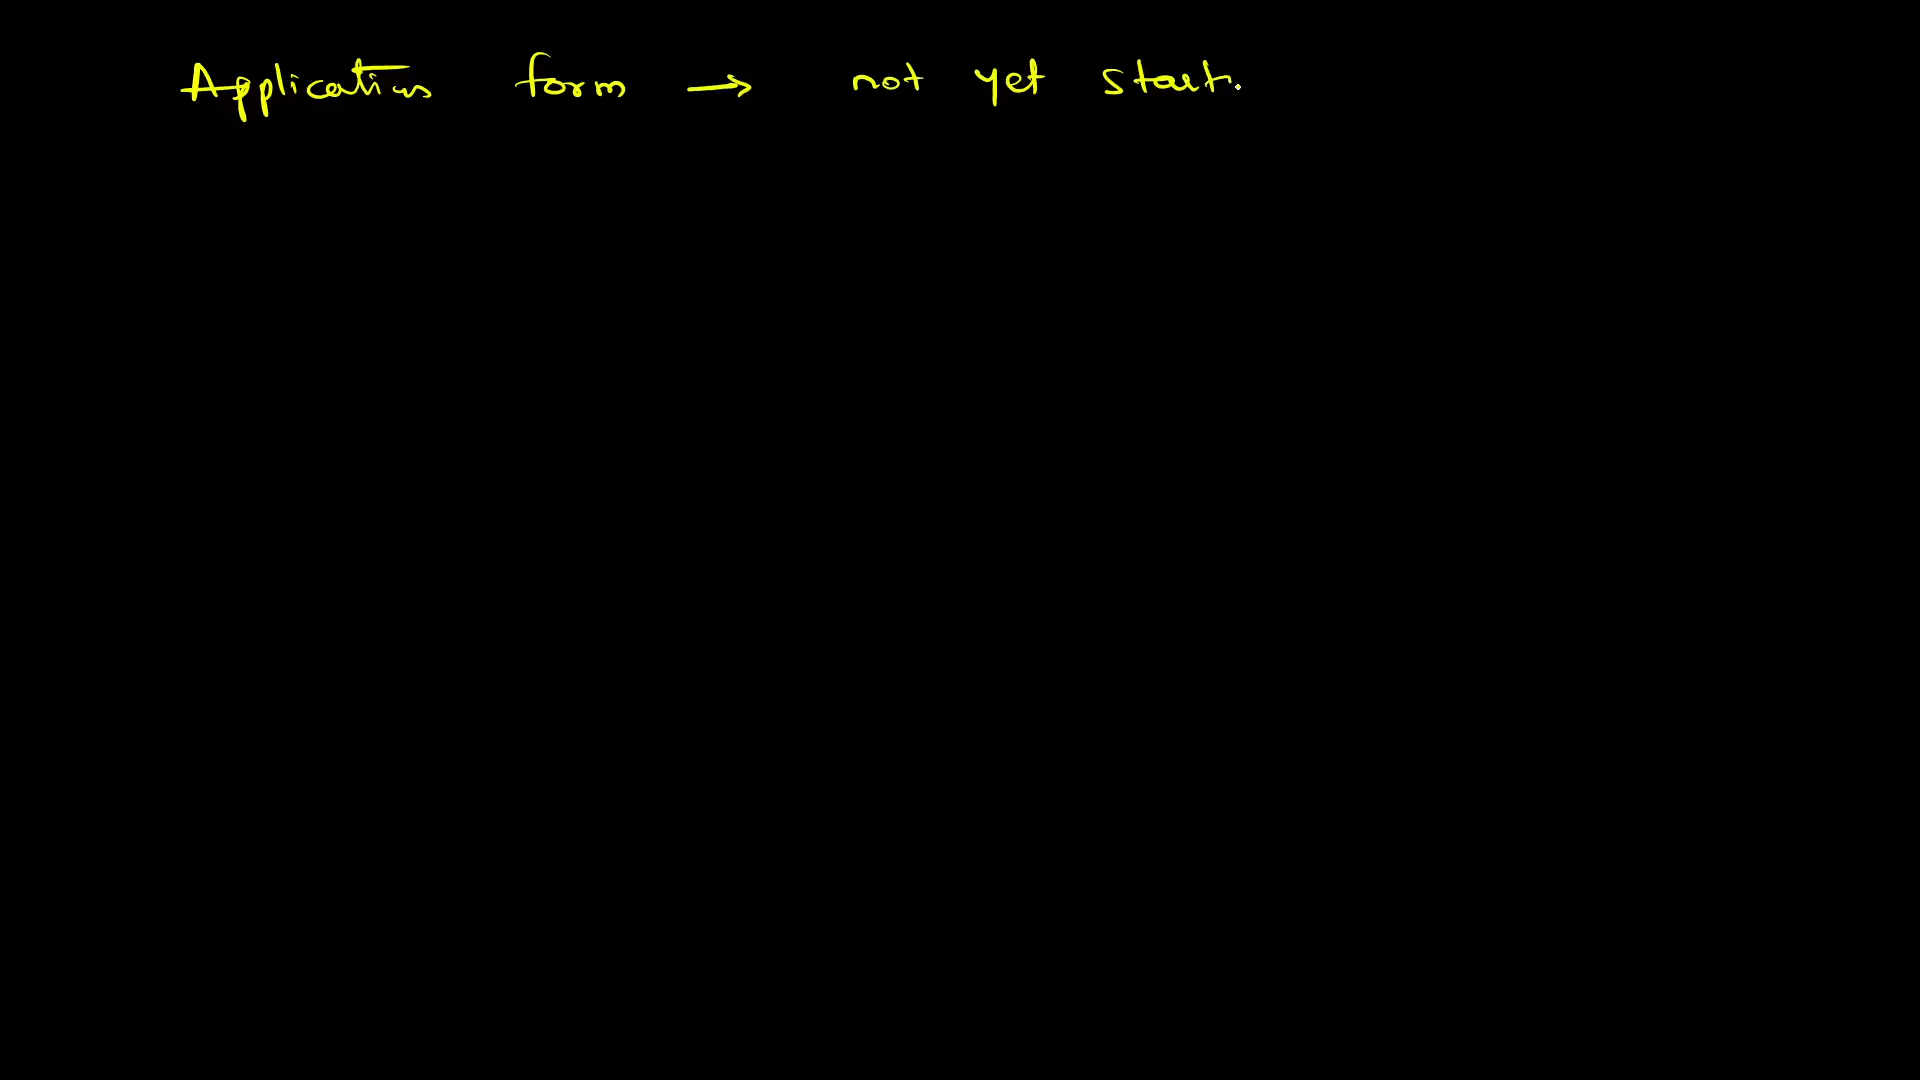 Application form → not yet start.